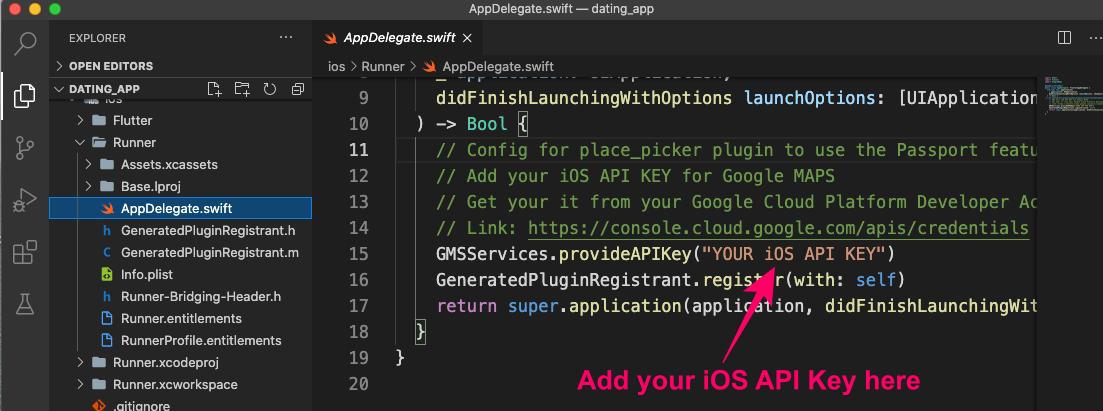 AppDelegate.swift — dating_app
EXPLORER
AppDelegate.swift
OPEN EDITORS
ios > Runner > AppDelegate.swift
DATING_APP
ios
Flutter
Runner
Assets.xcassets
Base.lproj
AppDelegate.swift
GeneratedPluginRegistrant.h
GeneratedPluginRegistrant.m
Info.plist
Runner-Bridging-Header.h
Runner.entitlements
RunnerProfile.entitlements
Runner.xcodeproj
Runner.xcworkspace
.gitignore
9 didFinishLaunchingWithOptions launchOptions: [UIApplication
10 ) -> Bool {
11 // Config for place_picker plugin to use the Passport featu
12 // Add your iOS API KEY for Google MAPS
13 // Get your it from your Google Cloud Platform Developer Ac
14 // Link: https://console.cloud.google.com/apis/credentials
15 GMSServices.provideAPIKey("YOUR iOS API KEY")
16 GeneratedPluginRegistrant.register(with: self)
17 return super.application(application, didFinishLaunchingWit
18 }
19 }
20
Add your iOS API Key here